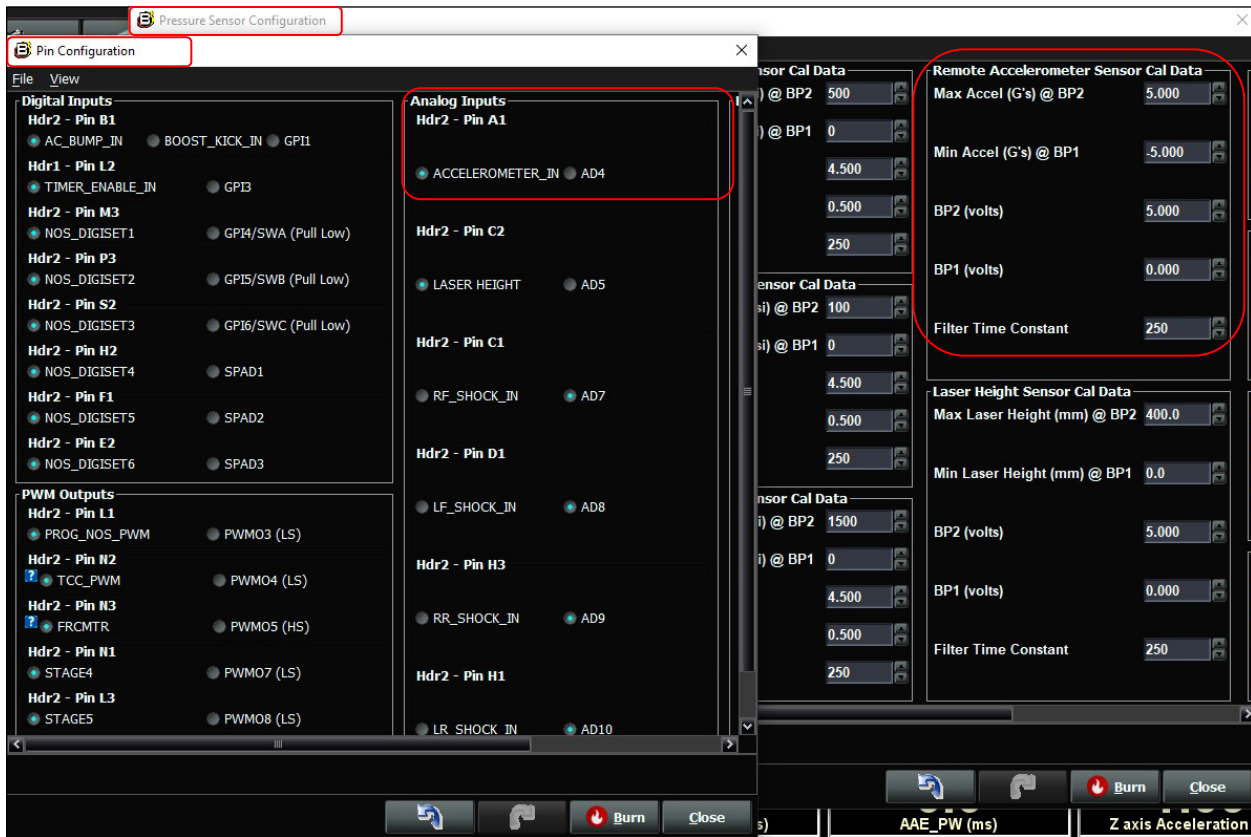 Pressure Sensor Configuration
Pin Configuration
File View
Digital Inputs
Hdr2 - Pin B1
AC_BUMP_IN BOOST_KICK_IN GPI1
Hdr1 - Pin L2
TIMER_ENABLE_IN GPI3
Hdr2 - Pin M3
NOS_DIGISET1 GPI4/SWA (Pull Low)
Hdr2 - Pin P3
NOS_DIGISET2 GPI5/SWB (Pull Low)
Hdr2 - Pin S2
NOS_DIGISET3 GPI6/SWC (Pull Low)
Hdr2 - Pin H2
NOS_DIGISET4 SPAD1
Hdr2 - Pin F1
NOS_DIGISET5 SPAD2
Hdr2 - Pin E2
NOS_DIGISET6 SPAD3
PWM Outputs
Hdr2 - Pin L1
PROG_NOS_PWM PWMO3 (LS)
Hdr2 - Pin N2
? TCC_PWM PWMO4 (LS)
Hdr2 - Pin N3
? FRCMTR PWMO5 (HS)
Hdr2 - Pin N1
STAGE4 PWMO7 (LS)
Hdr2 - Pin L3
STAGE5 PWMO8 (LS)
Analog Inputs
Hdr2 - Pin A1
ACCELEROMETER_IN AD4
Hdr2 - Pin C2
LASER HEIGHT AD5
Hdr2 - Pin C1
RF_SHOCK_IN AD7
Hdr2 - Pin D1
LF_SHOCK_IN AD8
Hdr2 - Pin H3
RR_SHOCK_IN AD9
Hdr2 - Pin H1
LR_SHOCK_IN AD10
Burn Close
nsor Cal Data
) @ BP2 500
) @ BP1 0
4.500
0.500
250
ensor Cal Data
si) @ BP2 100
si) @ BP1 0
4.500
0.500
250
nsor Cal Data
i) @ BP2 1500
i) @ BP1 0
4.500
0.500
250
Remote Accelerometer Sensor Cal Data
Max Accel (G's) @ BP2 5.000
Min Accel (G's) @ BP1 -5.000
BP2 (volts) 5.000
BP1 (volts) 0.000
Filter Time Constant 250
Laser Height Sensor Cal Data
Max Laser Height (mm) @ BP2 400.0
Min Laser Height (mm) @ BP1 0.0
BP2 (volts) 5.000
BP1 (volts) 0.000
Filter Time Constant 250
Burn Close
s) AAE_PW (ms) Z axis Acceleration